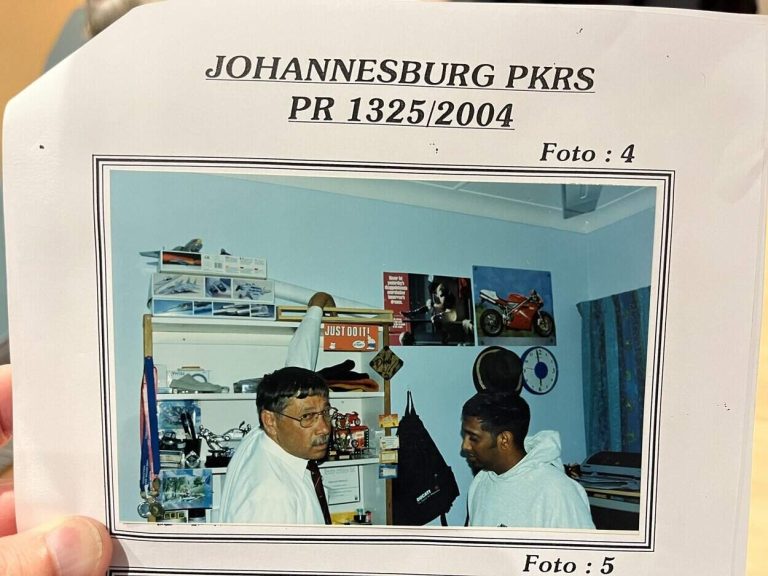 JOHANNESBURG PKRS
PR 1325/2004
Foto : 4
JUST DO IT!
Foto : 5